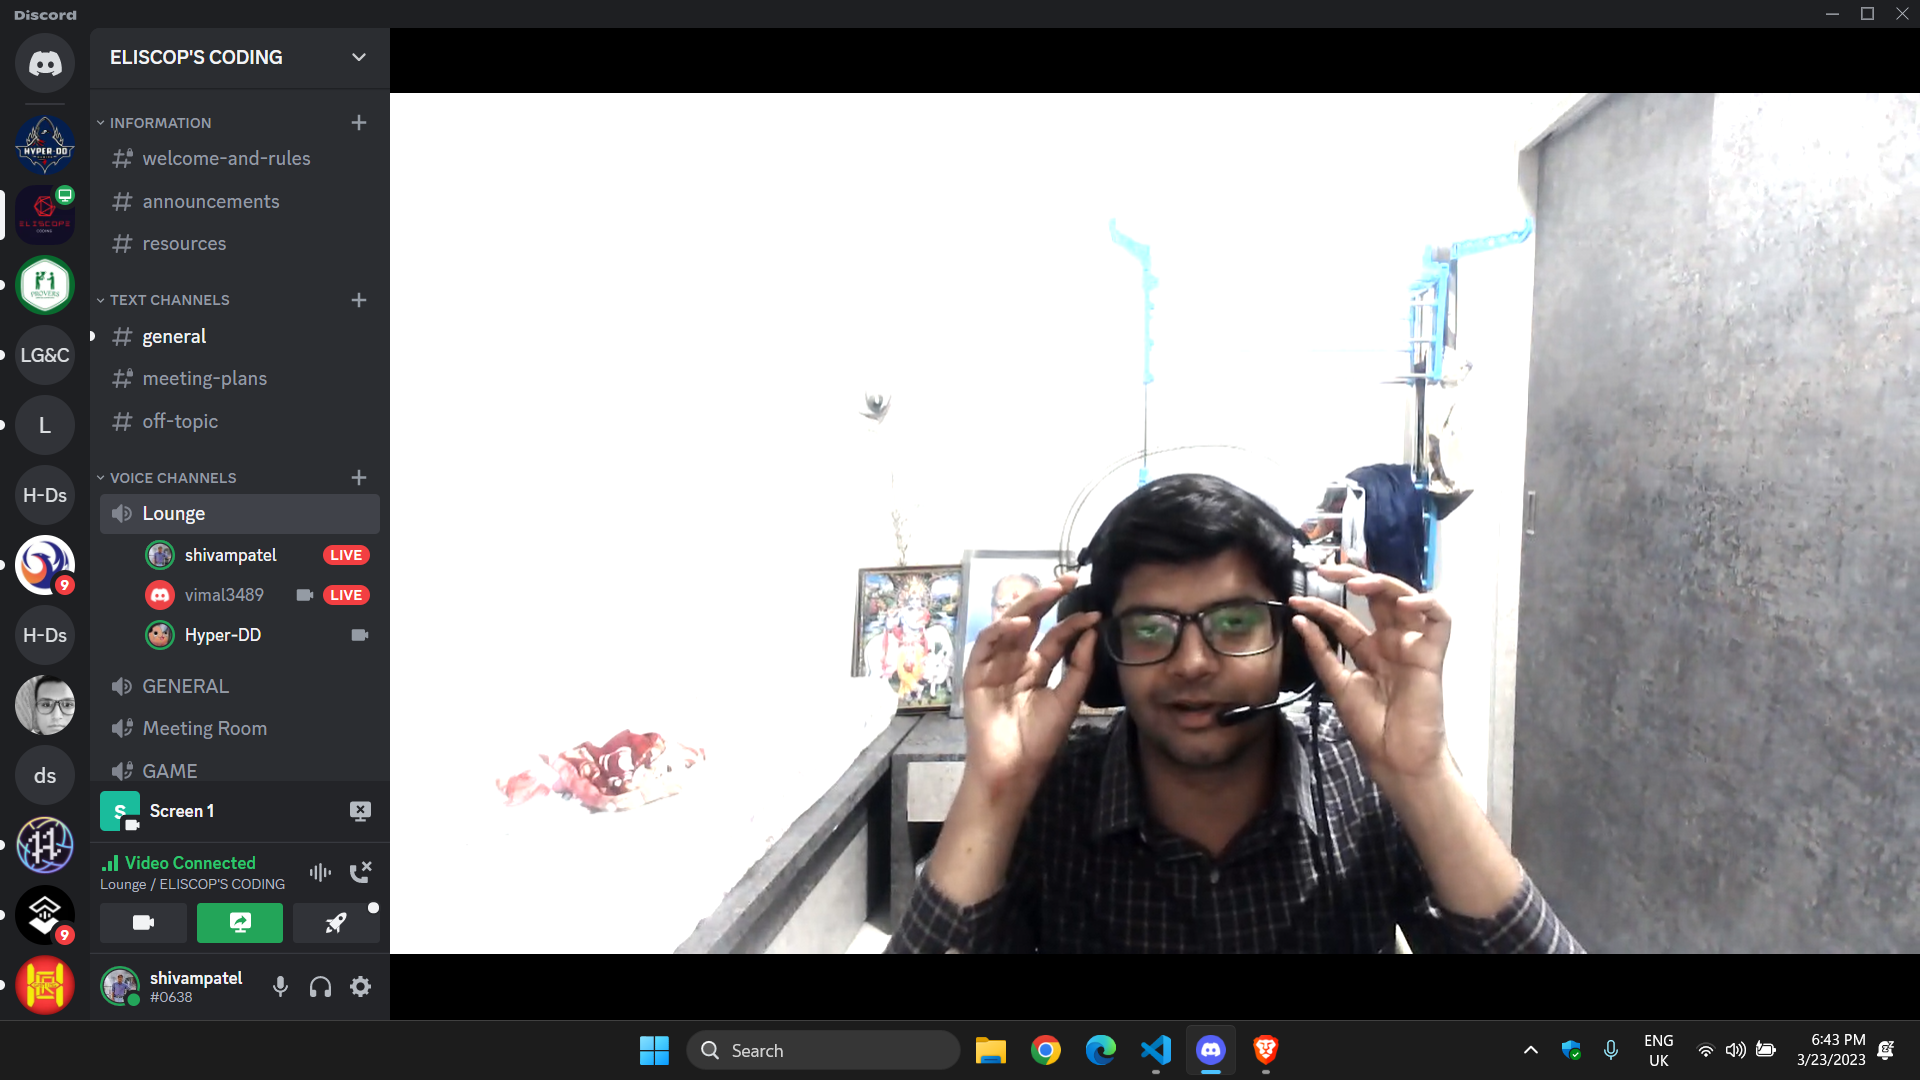 Discord
ELISCOP'S CODING
INFORMATION
welcome-and-rules
announcements
resources
TEXT CHANNELS
general
meeting-plans
off-topic
VOICE CHANNELS
Lounge
shivampatel LIVE
vimal3489 LIVE
Hyper-DD
GENERAL
Meeting Room
GAME
S Screen 1
Video Connected
Lounge / ELISCOP'S CODING
shivampatel
#0638
HYPER-DD
ELISCOPE
CODING
LG&C
L
H-Ds
9
H-Ds
ds
9
Search
ENG
UK
6:43 PM
3/23/2023